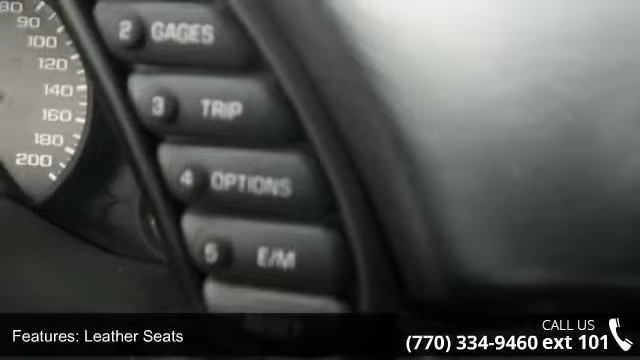 80
90
100
120
140
160
180
200
2 GAGES
3 TRIP
4 OPTIONS
5 E/M
RESET
Features: Leather Seats
CALL US
(770) 334-9460 ext 101